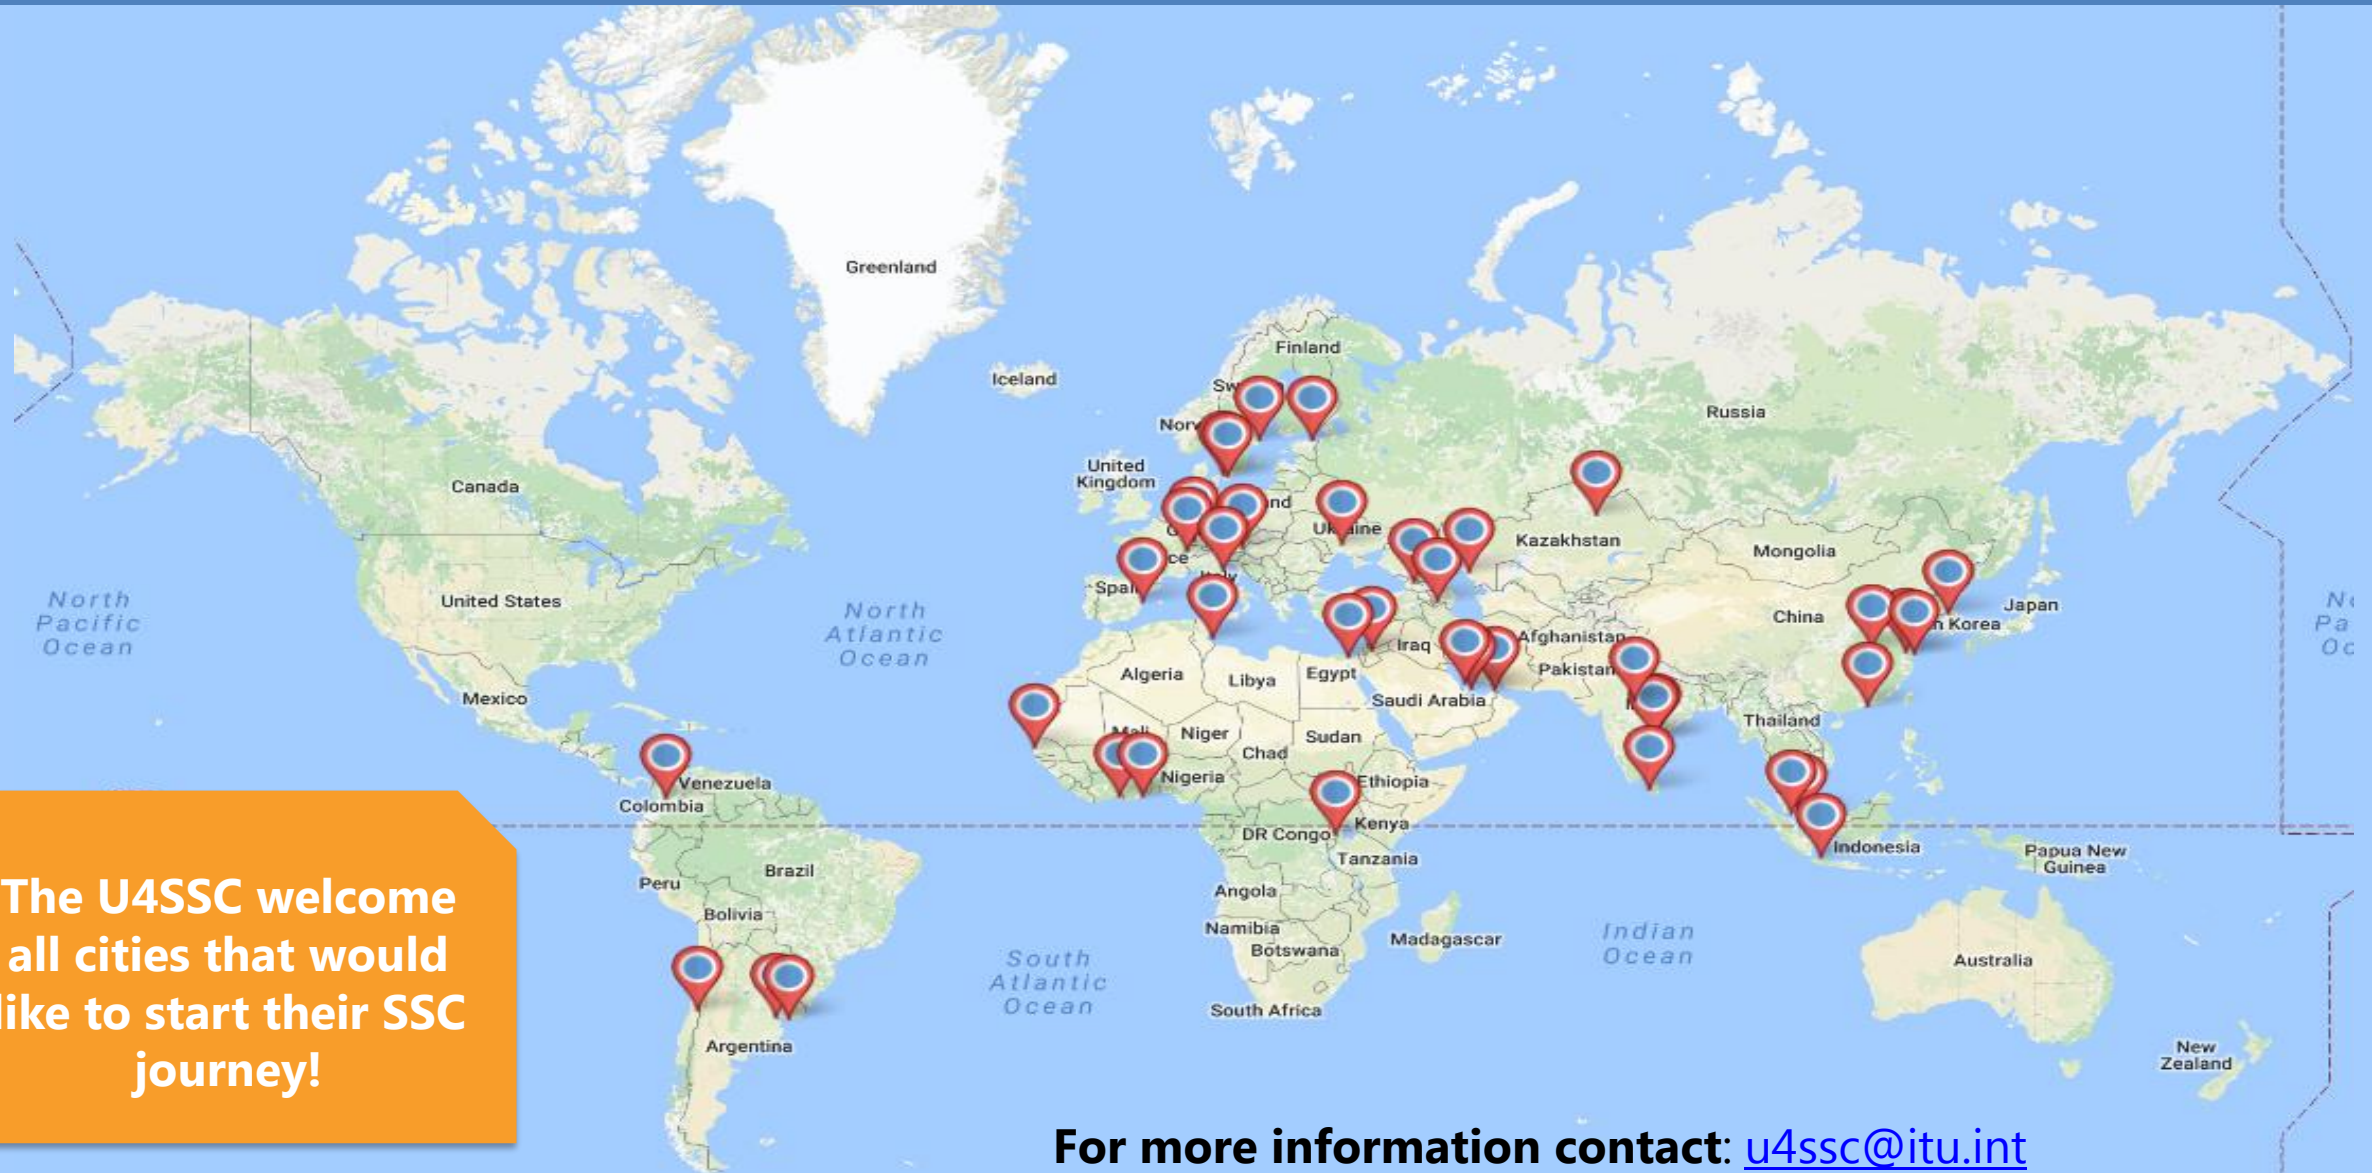 Greenland
Finland
Iceland
Russia
United
Kingdom
Canada
Kazakhstan
Mongolia
North
Pacific
Ocean
United States
North
Atlantic
Ocean
China
Japan
Korea
Iraq
Afghanistan
Pakistan
Algeria
Libya
Egypt
Saudi Arabia
Mexico
Mali
Niger
Chad
Sudan
Thailand
Venezuela
Nigeria
Ethiopia
Colombia
DR Congo
Kenya
Tanzania
Indonesia
Papua New
Guinea
Peru
Brazil
Angola
Bolivia
Namibia
Botswana
Madagascar
Indian
Ocean
South
Atlantic
Ocean
Australia
South Africa
Argentina
New
Zealand
The U4SSC welcome
all cities that would
like to start their SSC
journey!
For more information contact: u4ssc@itu.int